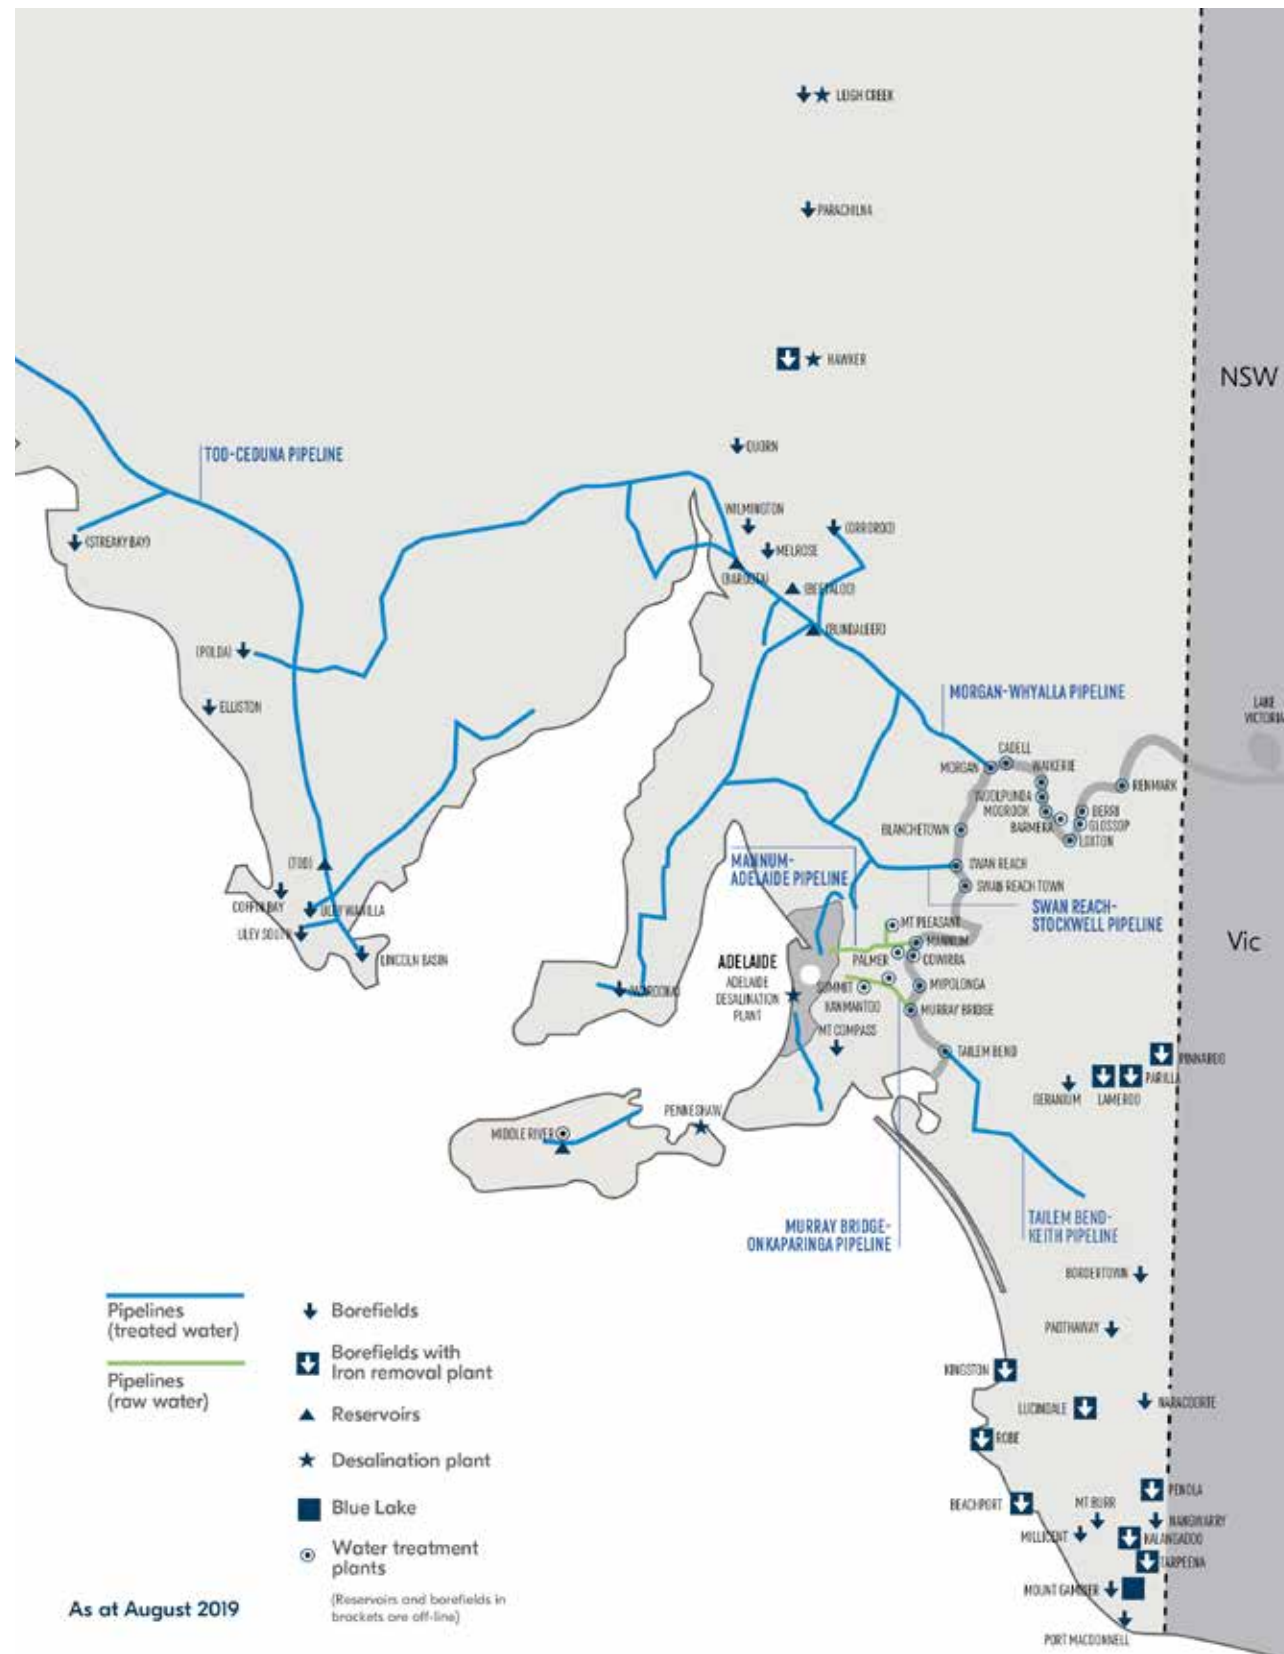 LEIGH CREEK
PARACHILNA
HAWKER
NSW
QUORN
TOD-CEDUNA PIPELINE
WILMINGTON
(STREAKY BAY)
(ORROROO)
MELROSE
(BAROOTA)
(BEETALOO)
(BUNDALEER)
(POLDA)
ELLISTON
MORGAN-WHYALLA PIPELINE
LAKE
VICTORIA
CADELL
MORGAN
WAIKERIE
RENMARK
WOOLPUNDA
MOOROOK
BERRI
BARMERA
GLOSSOP
BLANCHETOWN
LOXTON
(TOD)
MANNUM-
ADELAIDE PIPELINE
SWAN REACH
SWAN REACH TOWN
COFFIN BAY
ULEY WANILLA
SWAN REACH-
STOCKWELL PIPELINE
ULEY SOUTH
MT PLEASANT
MANNUM
Vic
LINCOLN BASIN
ADELAIDE
PALMER
COWIRRA
ADELAIDE
DESALINATION
PLANT
SUMMIT
MYPOLONGA
(WAROOKA)
KANMANTOO
MURRAY BRIDGE
MT COMPASS
TAILEM BEND
PINNAROO
PARILLA
GERANIUM
LAMEROO
PENNESHAW
MIDDLE RIVER
MURRAY BRIDGE-
ONKAPARINGA PIPELINE
TAILEM BEND-
KEITH PIPELINE
BORDERTOWN
PADTHAWAY
KINGSTON
LUCINDALE
NARACOORTE
ROBE
PENOLA
BEACHPORT
MT BURR
NANGWARRY
MILLICENT
KALANGADOO
TARPEENA
MOUNT GAMBIER
PORT MACDONNELL
Pipelines
(treated water)
Pipelines
(raw water)
Borefields
Borefields with
Iron removal plant
Reservoirs
Desalination plant
Blue Lake
Water treatment
plants
(Reservoirs and borefields in
brackets are off-line)
As at August 2019